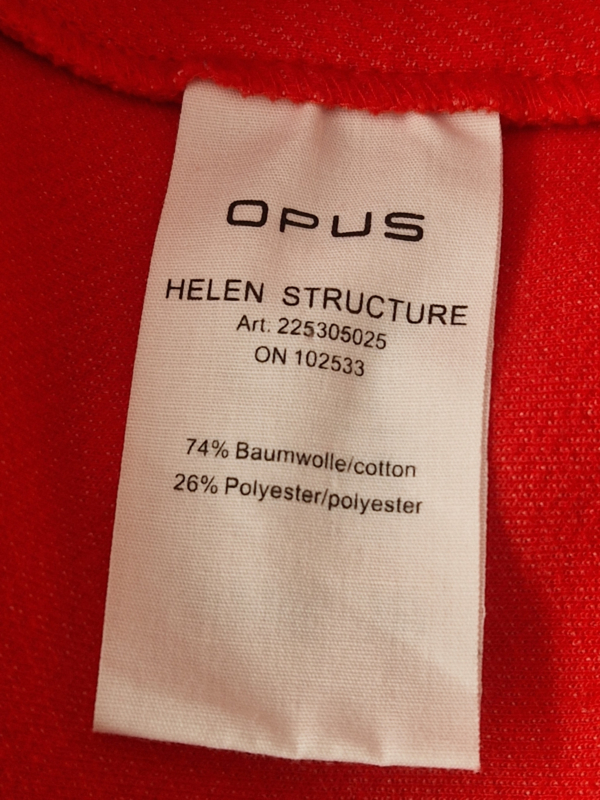 OPUS
HELEN STRUCTURE
Art. 225305025
ON 102533
74% Baumwolle/cotton
26% Polyester/polyester